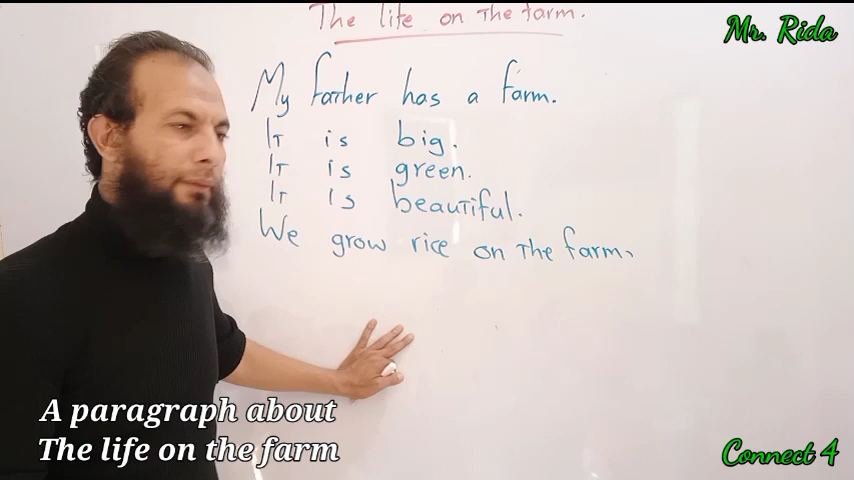 The life on The farm.
Mr. Rida
My father has a farm.
IT is big.
IT is green.
IT is beautiful.
We grow rice on the farm.
A paragraph about
The life on the farm
Connect 4